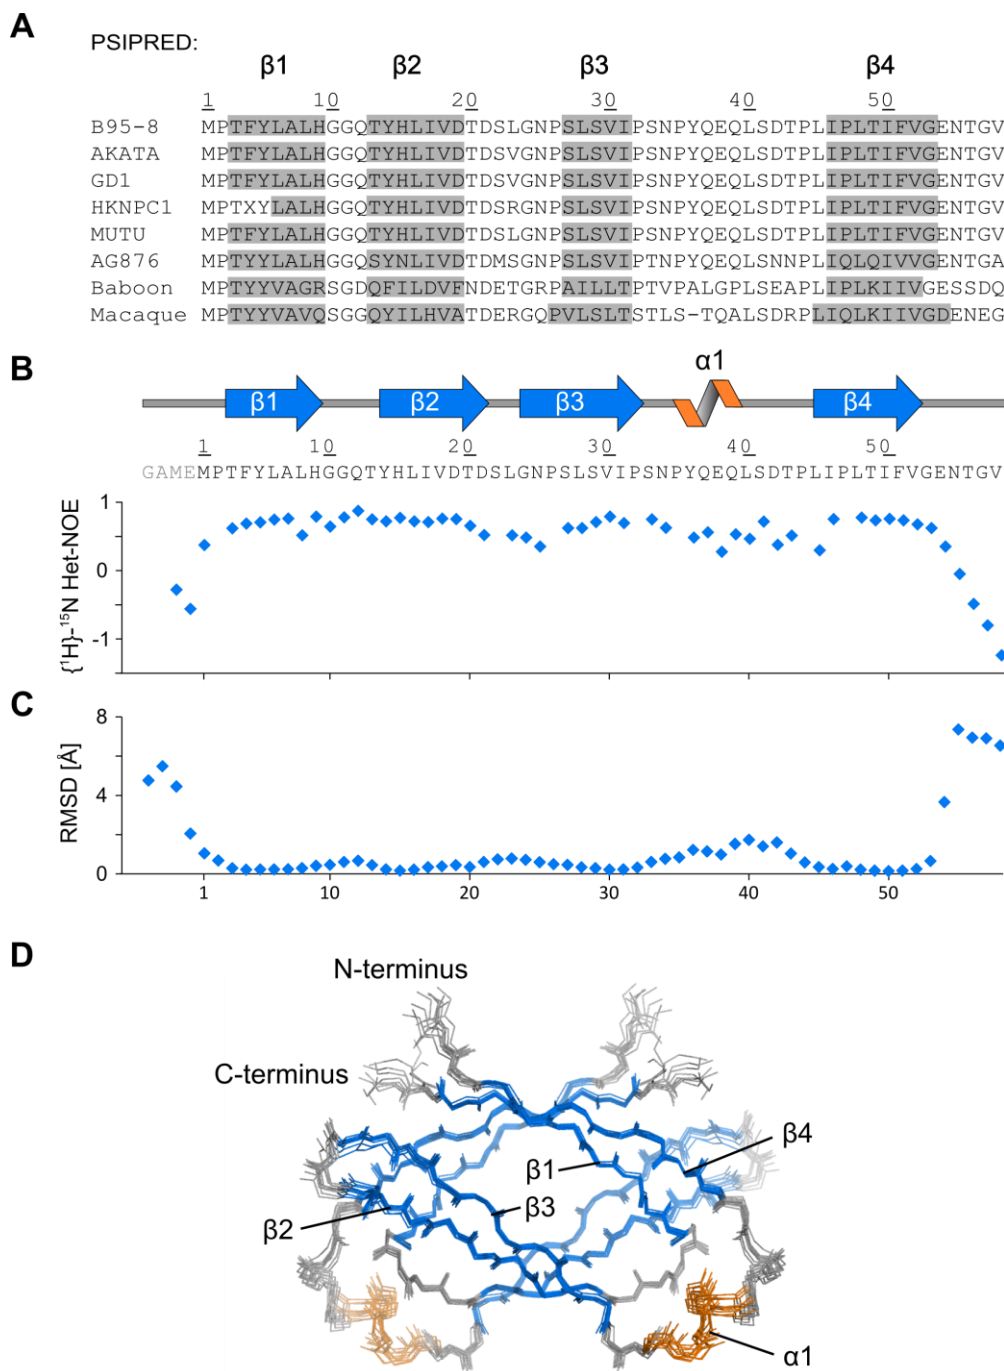 A
PSIPRED:
β1 β2 β3 β4
1 10 20 30 40 50
B95-8 MPTFYLALHGGQTYHLIVDTDSLGNPSLSVIPSNPYQEQLSDTPLIPLTIFVGENTGV
AKATA MPTFYLALHGGQTYHLIVDTDSVGNPSLSVIPSNPYQEQLSDTPLIPLTIFVGENTGV
GD1 MPTFYLALHGGQTYHLIVDTDSVGNPSLSVIPSNPYQEQLSDTPLIPLTIFVGENTGV
HKNPC1 MPTXYLALHGGQTYHLIVDTDSRGNPSLSVIPSNPYQEQLSDTPLIPLTIFVGENTGV
MUTU MPTFYLALHGGQTYHLIVDTDSLGNPSLSVIPSNPYQEQLSDTPLIPLTIFVGENTGV
AG876 MPTYYLALHGGQSYNLIVDTDMSGNPSLSVIPTNPYQEQLSNNPLIQLQIVVGENTGA
Baboon MPTYYVAGRSGDQFILDVFNDETGRPAILLTPTVPALGPLSEAPLIPLKIIVGESSDQ
Macaque MPTYYVAVQSGGQYILHVATDERGQPVLSLTSTLS-TQALSDRPLIQLKIIVGDENEG
B
α1
β1 β2 β3 β4
1 10 20 30 40 50
GAMEMPTFYLALHGGQTYHLIVDTDSLGNPSLSVIPSNPYQEQLSDTPLIPLTIFVGENTGV
1
0
-1
{¹H}-¹⁵N Het-NOE
C
8
4
0
RMSD [Å]
1 10 20 30 40 50
D
N-terminus
C-terminus
β4
β1
β3
β2
α1